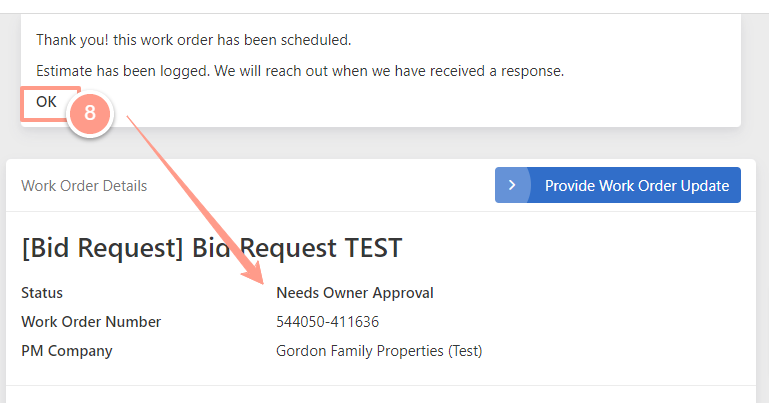 Thank you! this work order has been scheduled.
Estimate has been logged. We will reach out when we have received a response.
OK
8
Work Order Details
Provide Work Order Update
[Bid Request] Bid Request TEST
Status Needs Owner Approval
Work Order Number 544050-411636
PM Company Gordon Family Properties (Test)